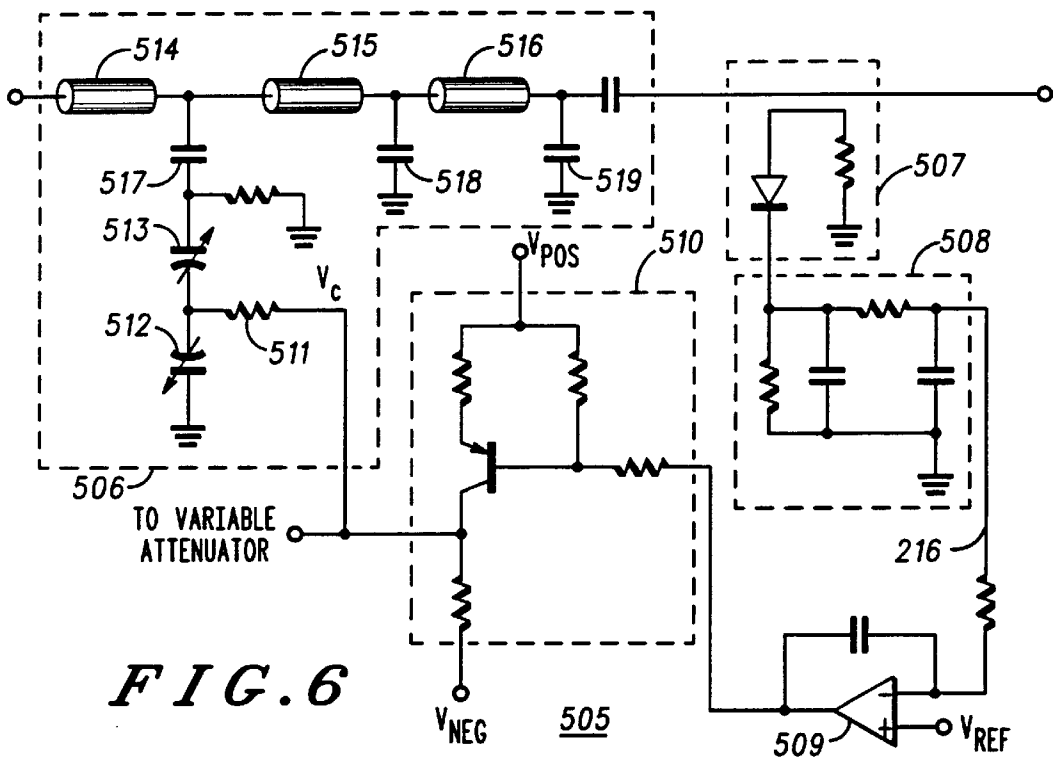 514
515
516
517
518
519
507
513
V_POS
510
508
V_c
512
511
506
TO VARIABLE
ATTENUATOR
216
FIG.6
V_NEG
505
509
-
+
V_REF